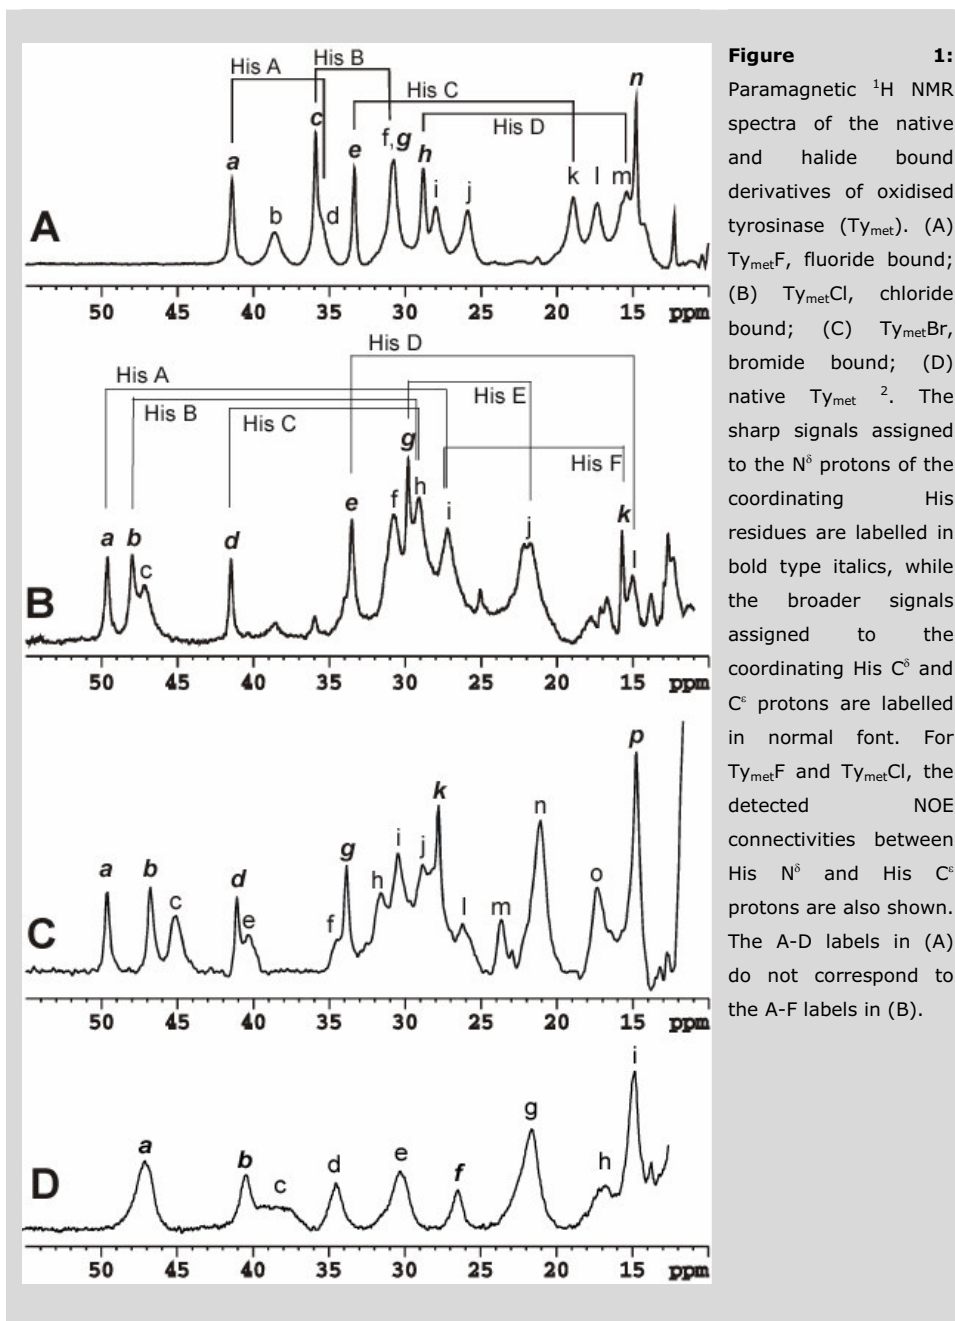 His A
His B
His C
His D
a
b
c
d
e
f,g
h
i
j
k
l
m
n
A
50 45 40 35 30 25 20 15 ppm
His D
His A
His B
His C
His E
His F
a
b
c
d
e
f
g
h
i
j
k
l
B
50 45 40 35 30 25 20 15 ppm
a
b
c
d
e
f
g
h
i
j
k
l
m
n
o
p
C
50 45 40 35 30 25 20 15 ppm
a
b
c
d
e
f
g
h
i
D
50 45 40 35 30 25 20 15 ppm
Figure 1:
Paramagnetic ¹H NMR
spectra of the native
and halide bound
derivatives of oxidised
tyrosinase (Tymet). (A)
TymetF, fluoride bound;
(B) TymetCl, chloride
bound; (C) TymetBr,
bromide bound; (D)
native Tymet ². The
sharp signals assigned
to the Nᵟ protons of the
coordinating His
residues are labelled in
bold type italics, while
the broader signals
assigned to the
coordinating His Cᵟ and
Cᵋ protons are labelled
in normal font. For
TymetF and TymetCl, the
detected NOE
connectivities between
His Nᵟ and His Cᵋ
protons are also shown.
The A-D labels in (A)
do not correspond to
the A-F labels in (B).